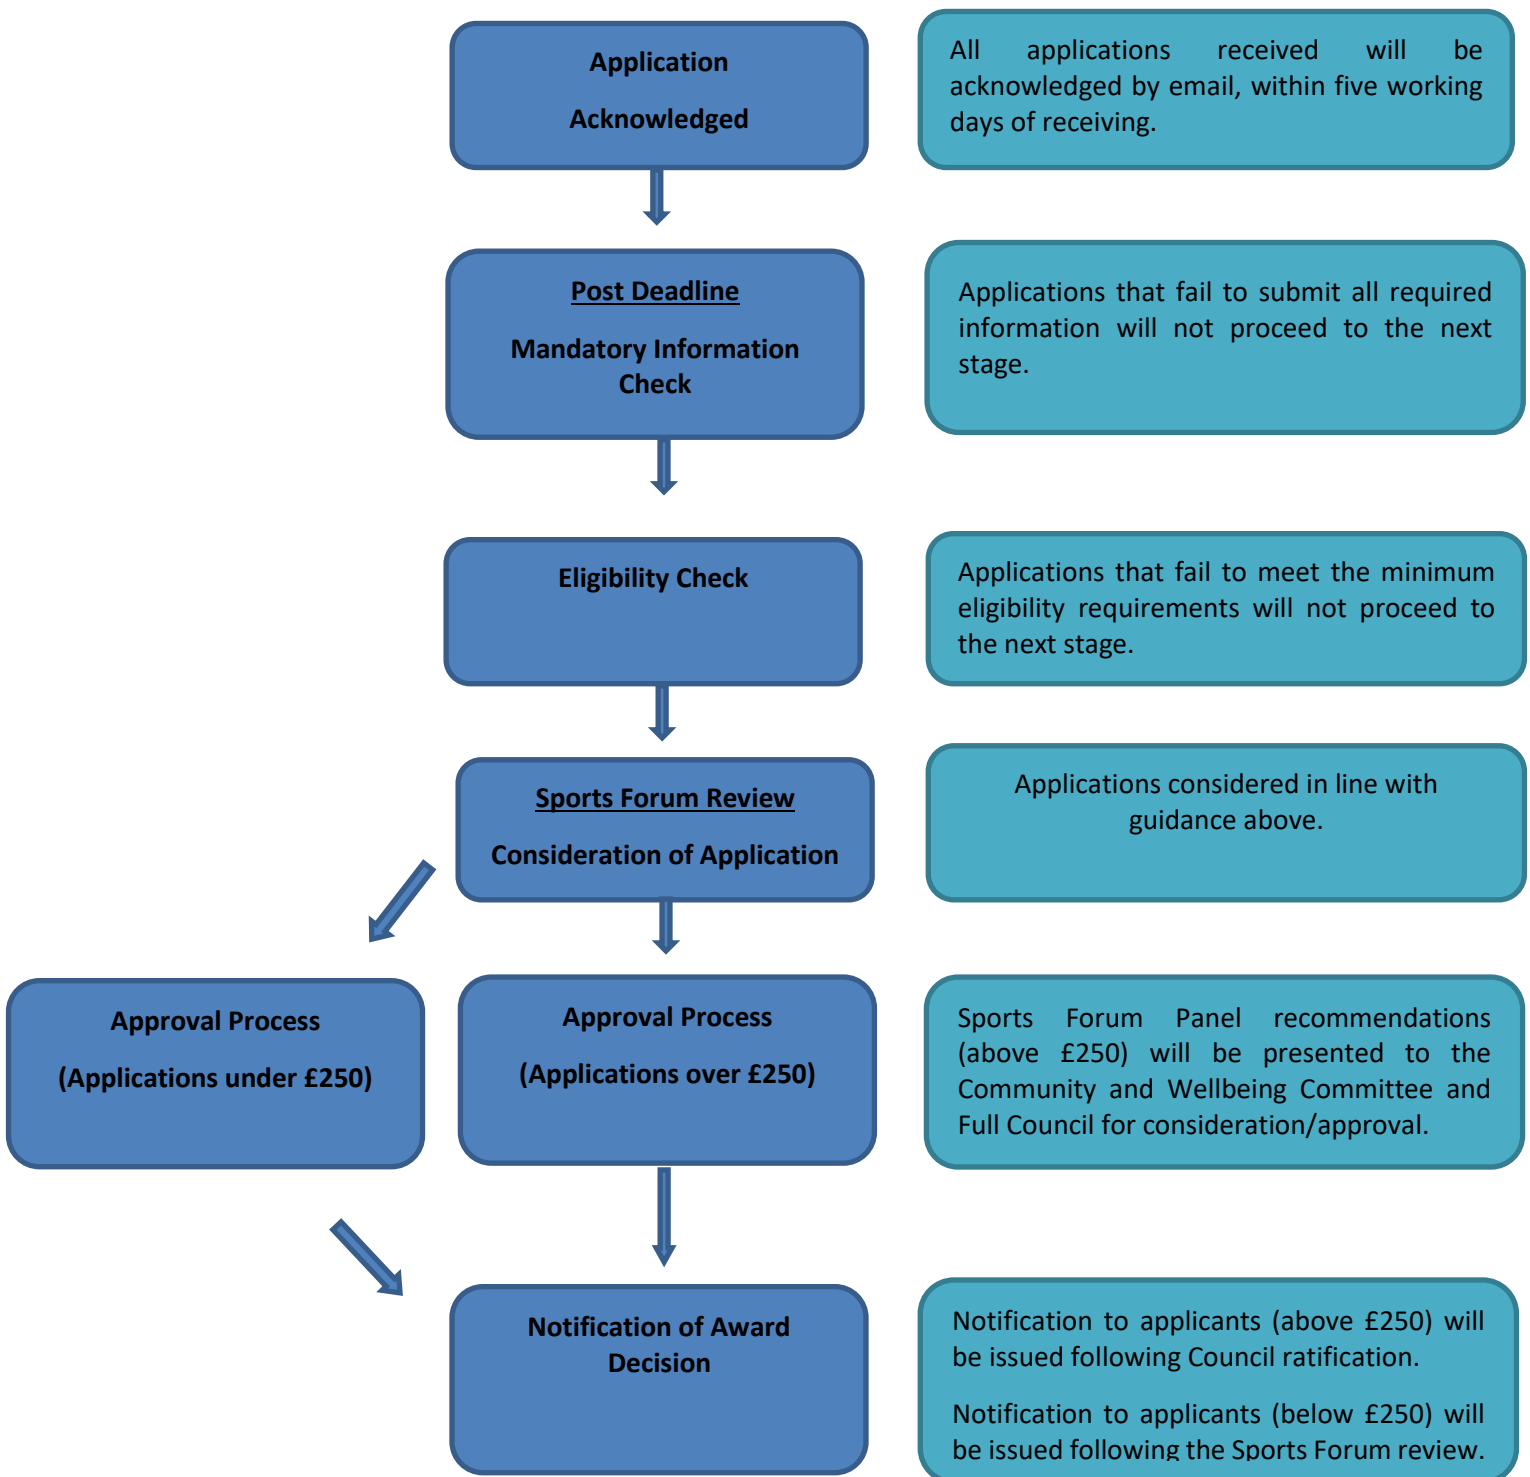 Application
Acknowledged
All applications received will be
acknowledged by email, within five working
days of receiving.
Post Deadline
Mandatory Information
Check
Applications that fail to submit all required
information will not proceed to the next
stage.
Eligibility Check
Applications that fail to meet the minimum
eligibility requirements will not proceed to
the next stage.
Sports Forum Review
Consideration of Application
Applications considered in line with
guidance above.
Approval Process
(Applications under £250)
Approval Process
(Applications over £250)
Sports Forum Panel recommendations
(above £250) will be presented to the
Community and Wellbeing Committee and
Full Council for consideration/approval.
Notification of Award
Decision
Notification to applicants (above £250) will
be issued following Council ratification.
Notification to applicants (below £250) will
be issued following the Sports Forum review.